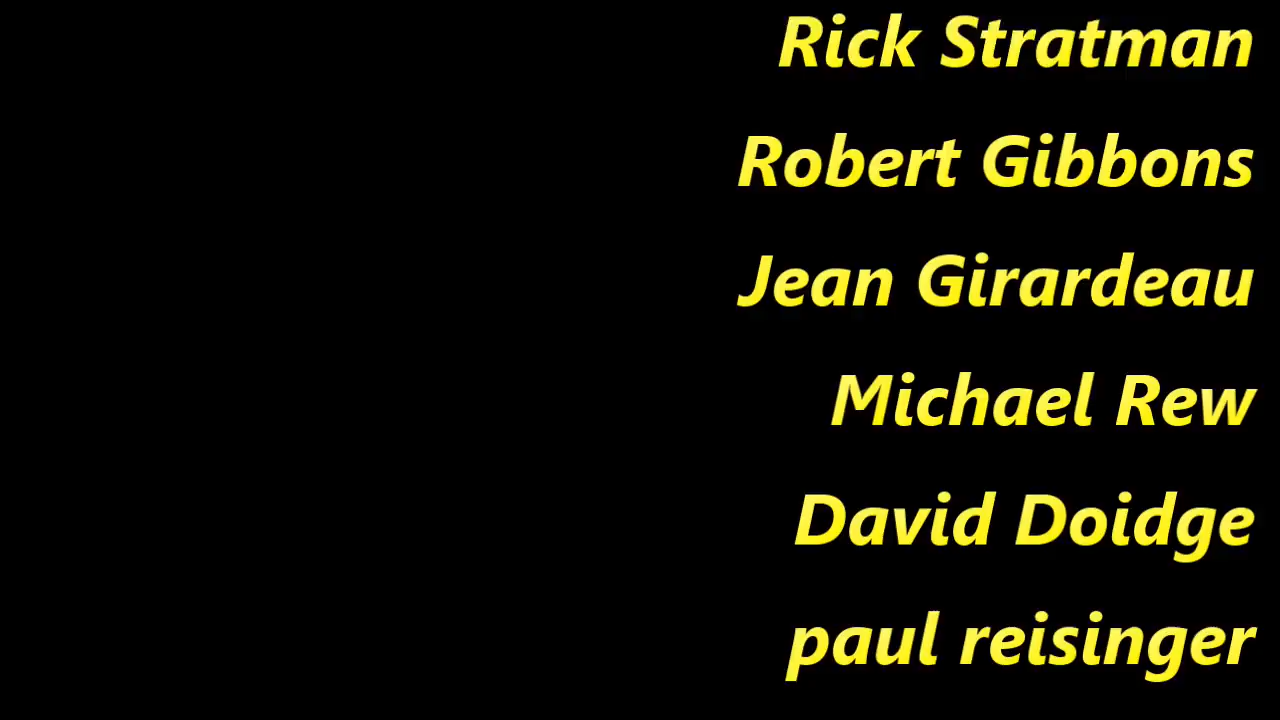 Rick Stratman
Robert Gibbons
Jean Girardeau
Michael Rew
David Doidge
paul reisinger